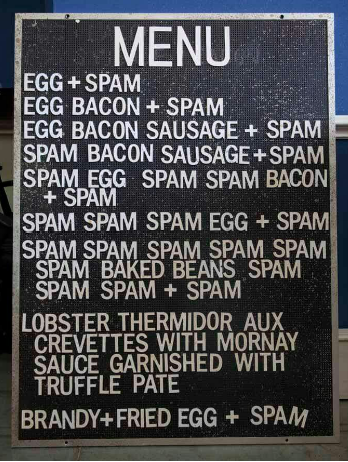 MENU
EGG + SPAM
EGG BACON + SPAM
EGG BACON SAUSAGE + SPAM
SPAM BACON SAUSAGE + SPAM
SPAM EGG SPAM SPAM BACON
+ SPAM
SPAM SPAM SPAM EGG + SPAM
SPAM SPAM SPAM SPAM SPAM
SPAM BAKED BEANS SPAM
SPAM SPAM + SPAM
LOBSTER THERMIDOR AUX
CREVETTES WITH MORNAY
SAUCE GARNISHED WITH
TRUFFLE PATE
BRANDY + FRIED EGG + SPAM